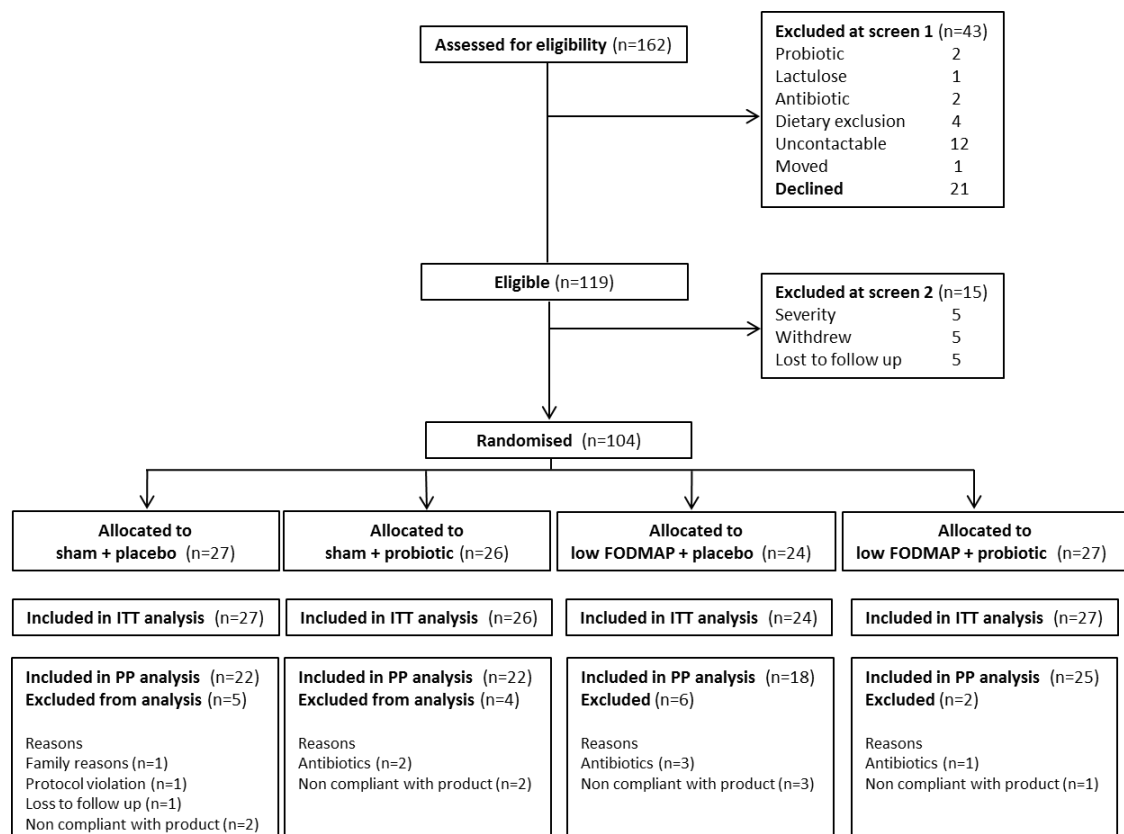 Assessed for eligibility (n=162)
Excluded at screen 1 (n=43)
Probiotic 2
Lactulose 1
Antibiotic 2
Dietary exclusion 4
Uncontactable 12
Moved 1
Declined 21
Eligible (n=119)
Excluded at screen 2 (n=15)
Severity 5
Withdrew 5
Lost to follow up 5
Randomised (n=104)
Allocated to
sham + placebo (n=27)
Allocated to
sham + probiotic (n=26)
Allocated to
low FODMAP + placebo (n=24)
Allocated to
low FODMAP + probiotic (n=27)
Included in ITT analysis (n=27)
Included in ITT analysis (n=26)
Included in ITT analysis (n=24)
Included in ITT analysis (n=27)
Included in PP analysis (n=22)
Excluded from analysis (n=5)
Reasons
Family reasons (n=1)
Protocol violation (n=1)
Loss to follow up (n=1)
Non compliant with product (n=2)
Included in PP analysis (n=22)
Excluded from analysis (n=4)
Reasons
Antibiotics (n=2)
Non compliant with product (n=2)
Included in PP analysis (n=18)
Excluded (n=6)
Reasons
Antibiotics (n=3)
Non compliant with product (n=3)
Included in PP analysis (n=25)
Excluded (n=2)
Reasons
Antibiotics (n=1)
Non compliant with product (n=1)